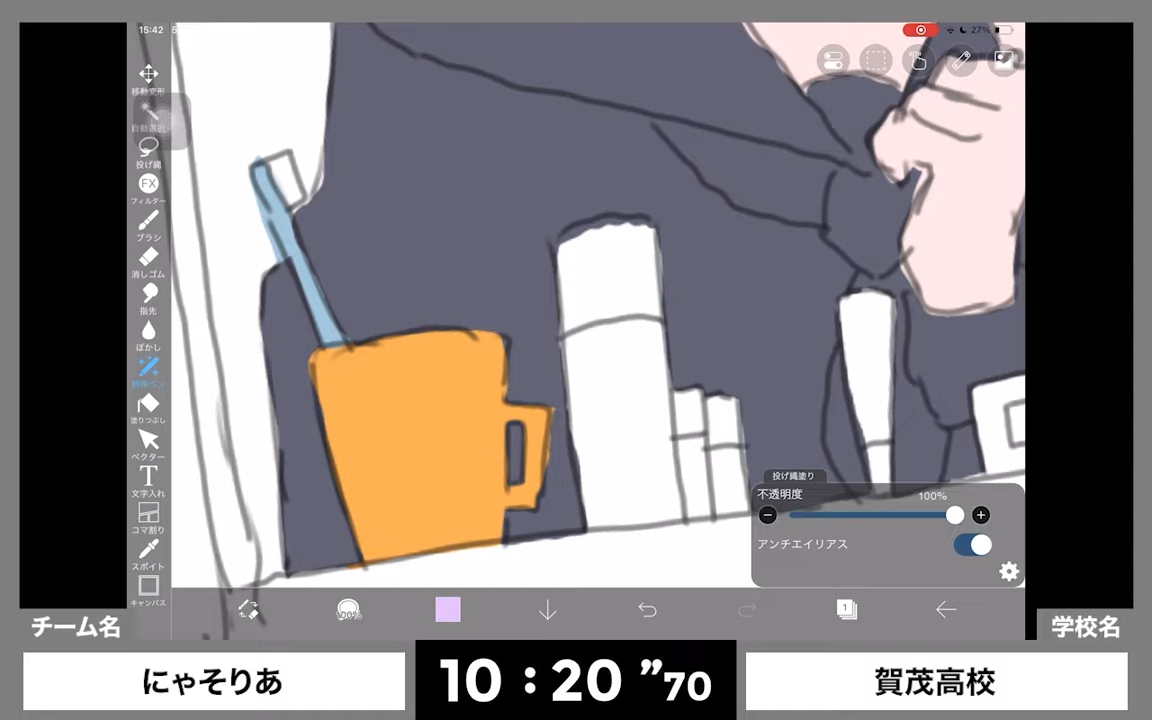 15:42
27%
移動変形
自動選択
投げ縄
FX
フィルター
ブラシ
消しゴム
指先
ぼかし
特殊ペン
塗りつぶし
ベクター
T
文字入れ
コマ割り
スポイト
キャンバス
投げ縄塗り
不透明度 100%
アンチエイリアス
1
チーム名
学校名
にゃそりあ
10:20”70
賀茂高校